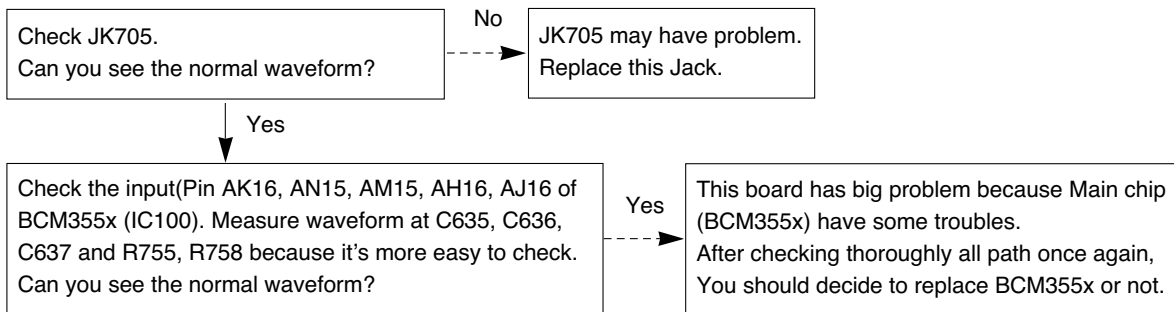 Check JK705.
Can you see the normal waveform?
No
JK705 may have problem.
Replace this Jack.
Yes
Check the input(Pin AK16, AN15, AM15, AH16, AJ16 of
BCM355x (IC100). Measure waveform at C635, C636,
C637 and R755, R758 because it's more easy to check.
Can you see the normal waveform?
Yes
This board has big problem because Main chip
(BCM355x) have some troubles.
After checking thoroughly all path once again,
You should decide to replace BCM355x or not.